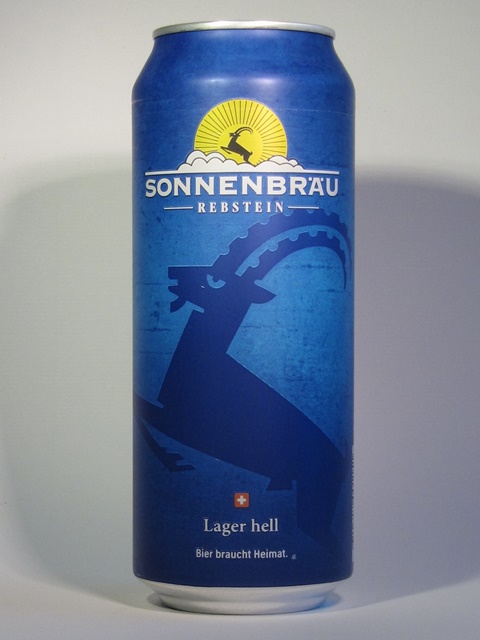 SONNENBRÄU
REBSTEIN
Lager hell
Bier braucht Heimat.